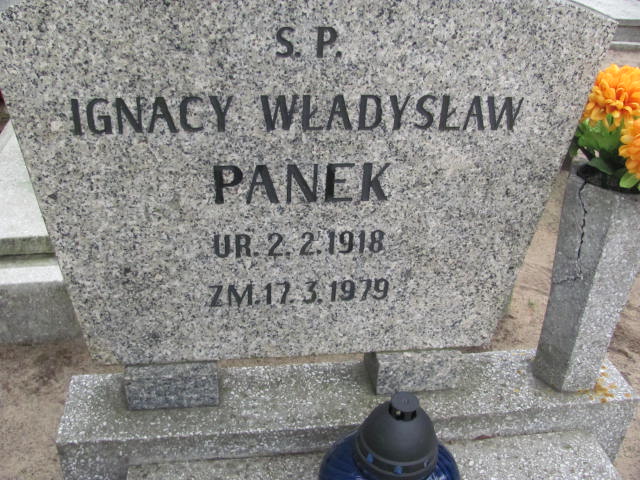 S. P.
IGNACY WŁADYSŁAW
PANEK
UR. 2. 2. 1918
ZM. 17. 3. 1979